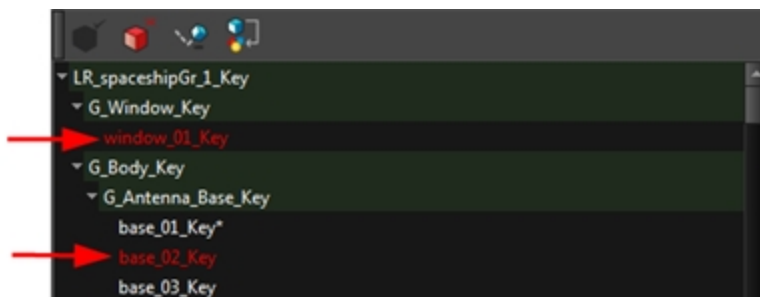 LR_spaceshipGr_1_Key
G_Window_Key
window_01_Key
G_Body_Key
G_Antenna_Base_Key
base_01_Key*
base_02_Key
base_03_Key